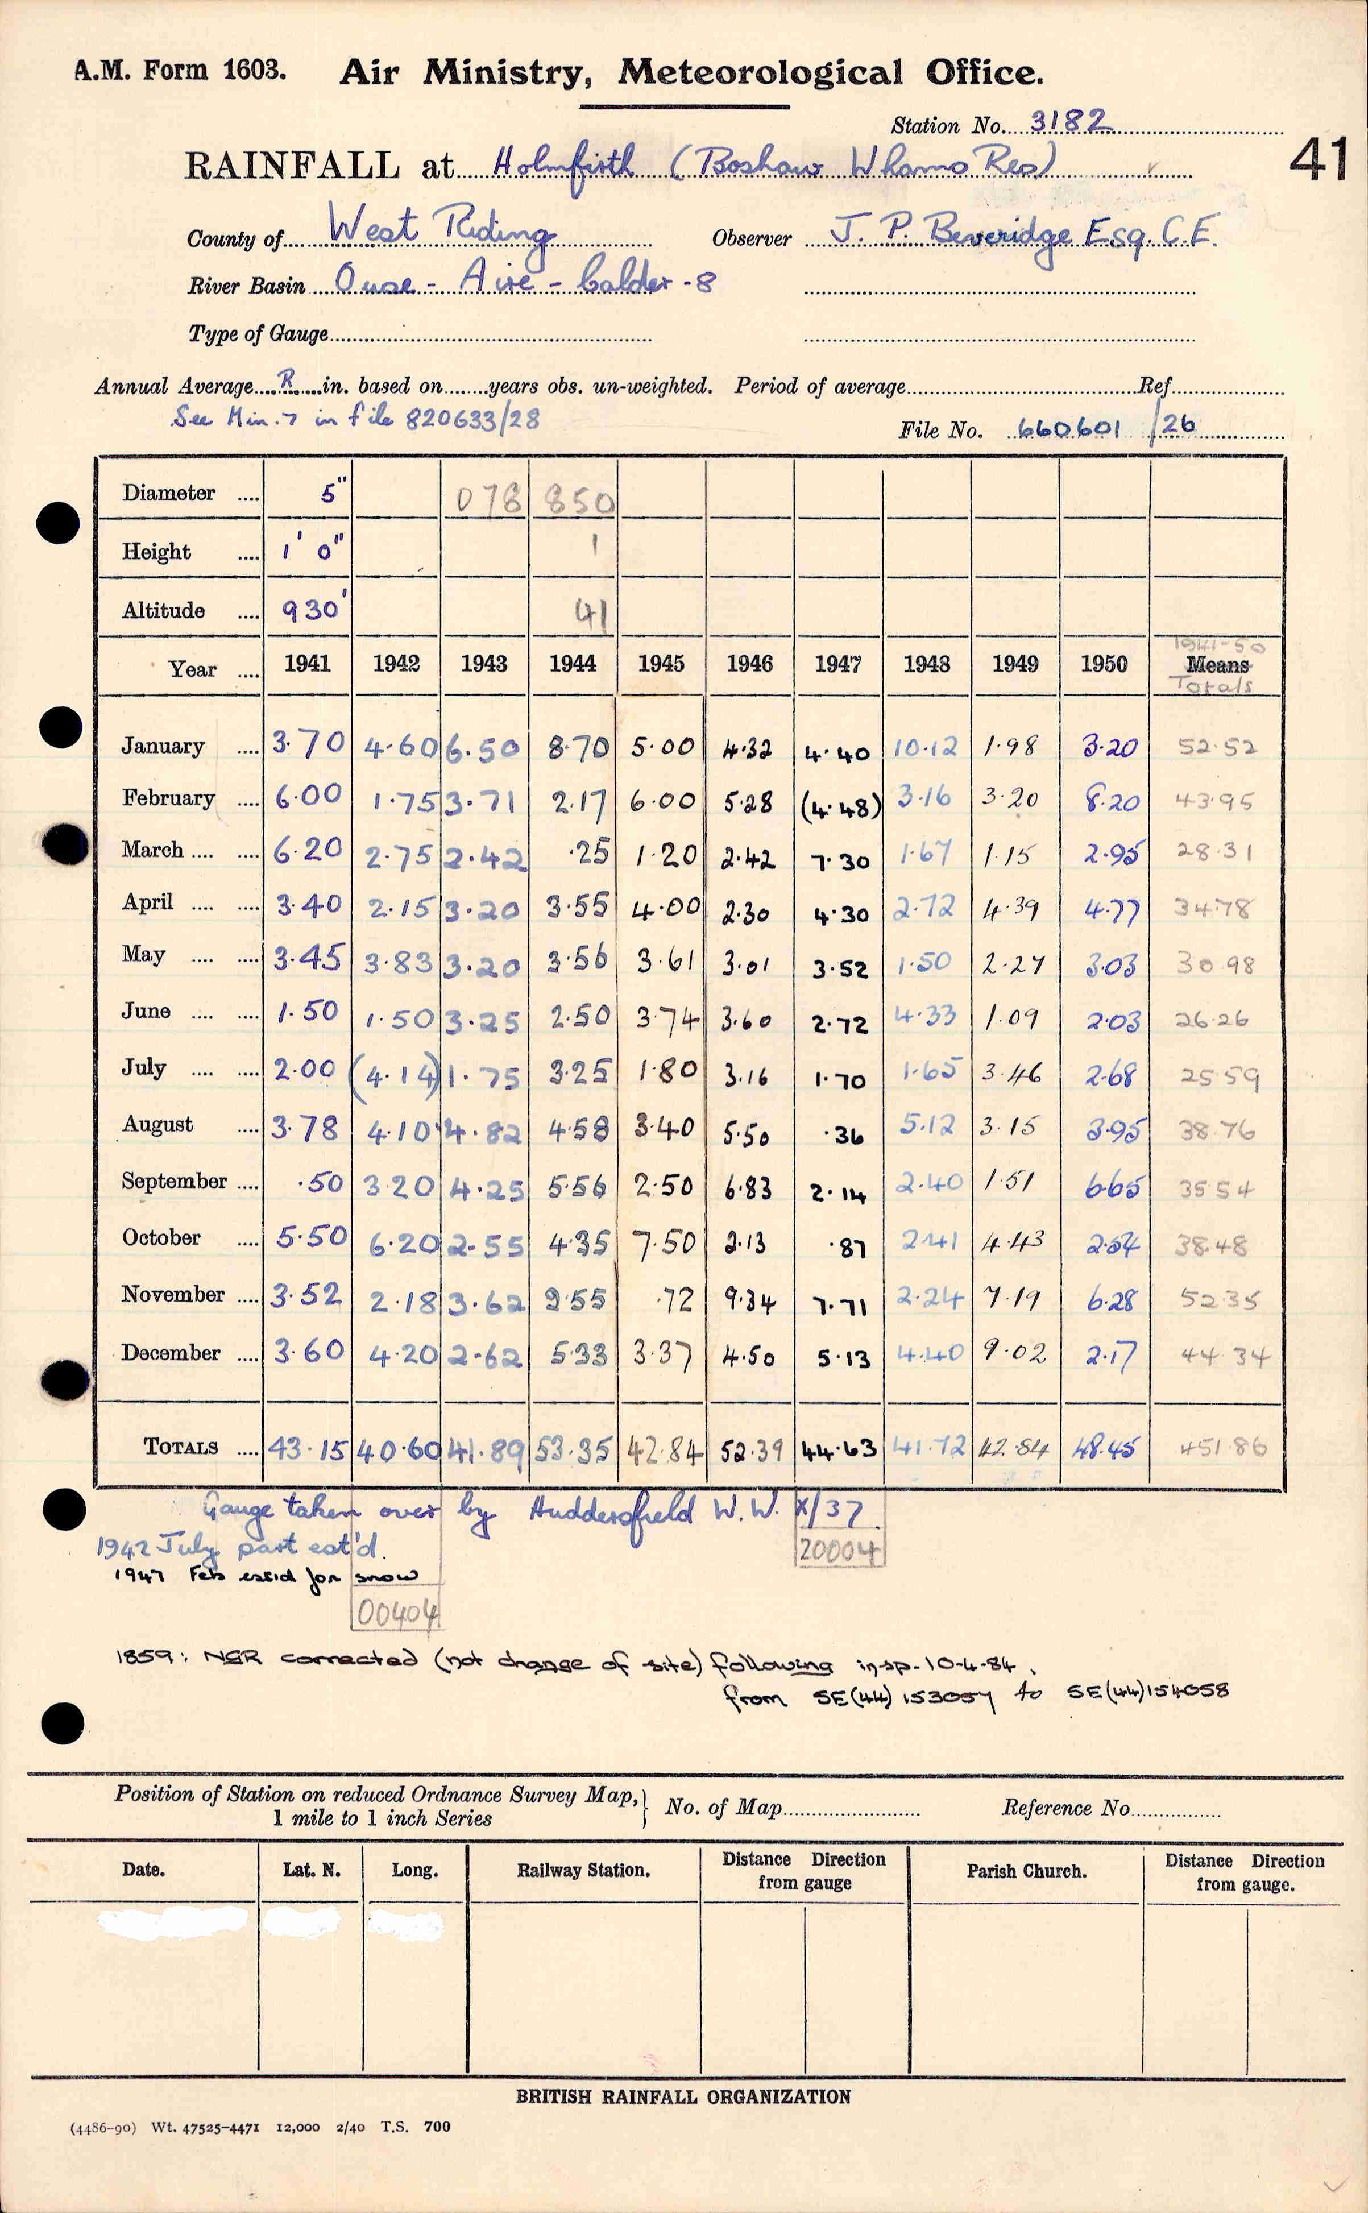 A.M. Form 1603. Air Ministry, Meteorological Office.
Station No. 3182
41
RAINFALL at Holmfirth (Boshaw Whams Res)
County of West Riding Observer J. P. Beveridge Esq. C.E.
River Basin Ouse - Aire - Calder - 8
Type of Gauge
Annual Average R in. based on years obs. un-weighted. Period of average Ref.
See Min. 7 in file 820633/28
File No. 660601/26
Diameter .... 5" 078 850
Height .... 1' 0" 1
Altitude .... 930' 41
1941-50
Year .... 1941 1942 1943 1944 1945 1946 1947 1948 1949 1950 Means
Totals
January .... 3.70 4.60 6.50 8.70 5.00 4.32 4.40 10.12 1.98 3.20 52.52
February .... 6.00 1.75 3.71 2.17 6.00 5.28 (4.48) 3.16 3.20 8.20 43.95
March .... .... 6.20 2.75 2.42 .25 1.20 2.42 7.30 1.67 1.15 2.95 28.31
April .... .... 3.40 2.15 3.20 3.55 4.00 2.30 4.30 2.72 4.39 4.77 34.78
May .... .... 3.45 3.83 3.20 3.56 3.61 3.01 3.52 1.50 2.27 3.03 30.98
June .... .... 1.50 1.50 3.25 2.50 3.74 3.60 2.72 4.33 1.09 2.03 26.26
July .... .... 2.00 (4.14) 1.75 3.25 1.80 3.16 1.70 1.65 3.46 2.68 25.59
August .... 3.78 4.10 4.82 4.58 3.40 5.50 .36 5.12 3.15 3.95 38.76
September .... .50 3.20 4.25 5.56 2.50 6.83 2.14 2.40 1.51 6.65 35.54
October .... 5.50 6.20 2.55 4.35 7.50 2.13 .87 2.41 4.43 2.54 38.48
November .... 3.52 2.18 3.62 9.55 .72 9.34 7.71 2.24 7.19 6.28 52.35
December .... 3.60 4.20 2.62 5.33 3.37 4.50 5.13 4.40 9.02 2.17 44.34
TOTALS .... 43.15 40.60 41.89 53.35 42.84 52.39 44.63 41.72 42.84 48.45 451.86
Gauge taken over by Huddersfield W.W. X/37.
1942 July part est'd. 20004
1947 Feb estd for snow
00404
1859: NGR corrected (not change of site) following insp. 10-4-84,
from SE(44)153057 to SE(44)154058
Position of Station on reduced Ordnance Survey Map, 1 mile to 1 inch Series No. of Map Reference No.
Date. Lat. N. Long. Railway Station. Distance from gauge Direction Parish Church. Distance Direction from gauge.
BRITISH RAINFALL ORGANIZATION
(4486-90) Wt. 47525-4471 12,000 2/40 T.S. 700